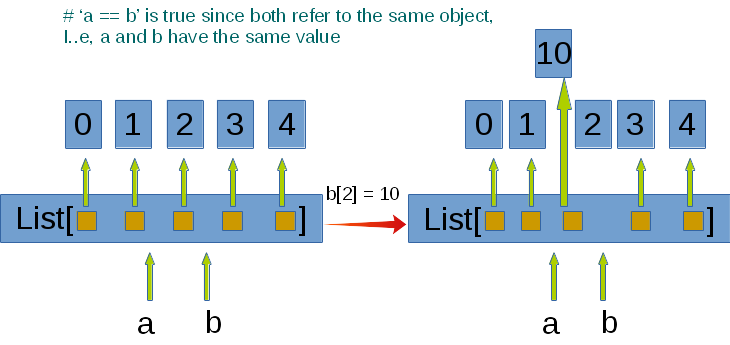 # ‘a == b’ is true since both refer to the same object,
I..e, a and b have the same value
10
0 1 2 3 4
0 1 2 3 4
b[2] = 10
List[ ]
List[ ]
a b
a b